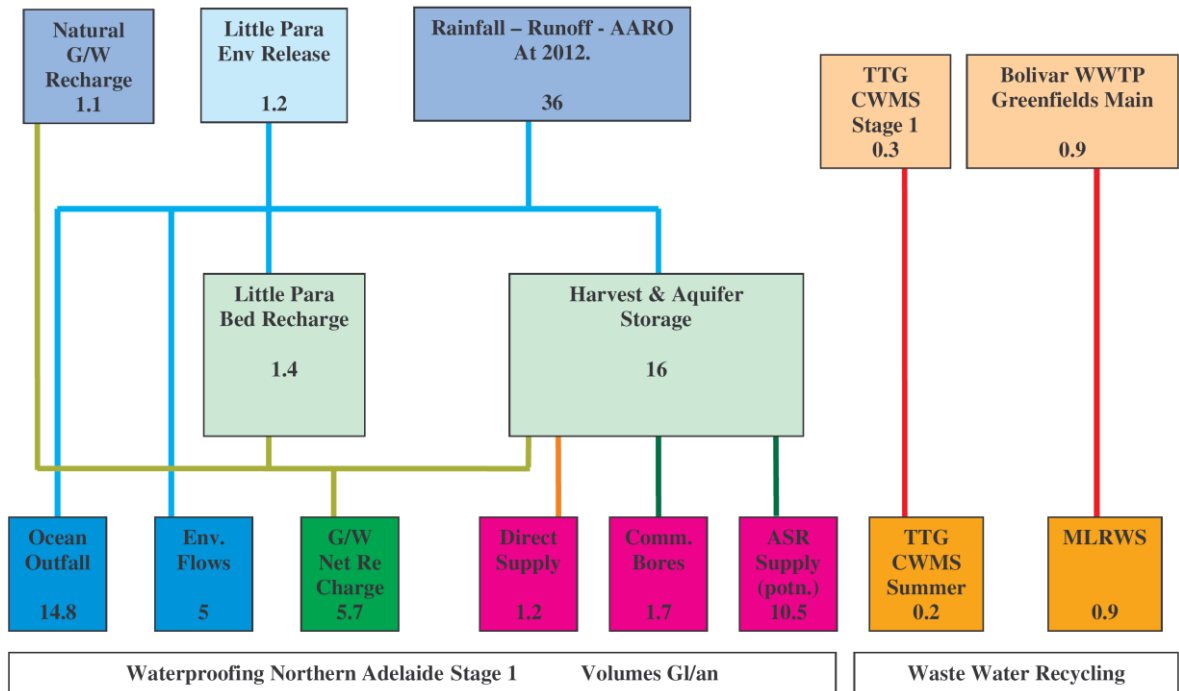 Natural
G/W
Recharge
1.1
Little Para
Env Release
1.2
Rainfall – Runoff - AARO
At 2012.
36
TTG
CWMS
Stage 1
0.3
Bolivar WWTP
Greenfields Main
0.9
Little Para
Bed Recharge
1.4
Harvest & Aquifer
Storage
16
Ocean
Outfall
14.8
Env.
Flows
5
G/W
Net Re
Charge
5.7
Direct
Supply
1.2
Comm.
Bores
1.7
ASR
Supply
(potn.)
10.5
TTG
CWMS
Summer
0.2
MLRWS
0.9
Waterproofing Northern Adelaide Stage 1 Volumes Gl/an
Waste Water Recycling